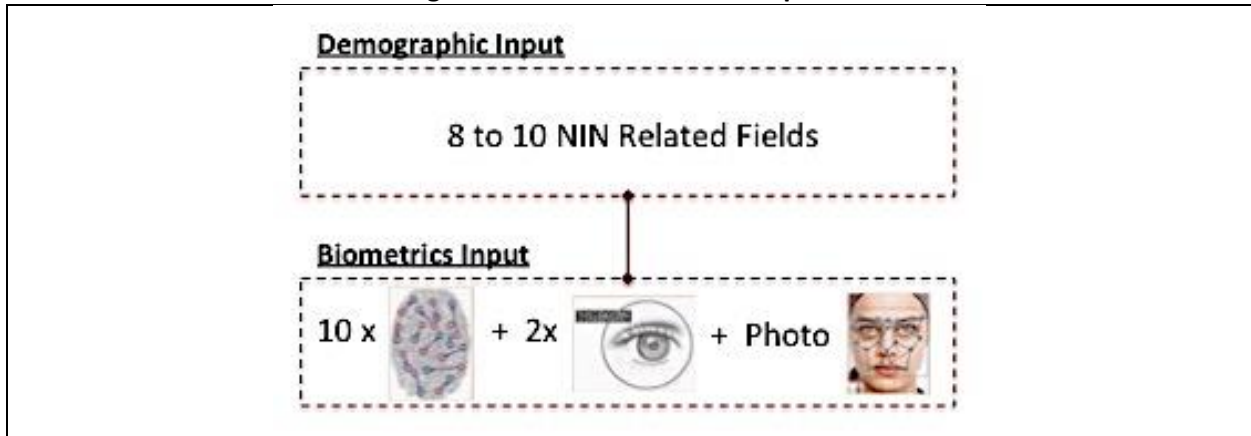 Demographic Input
8 to 10 NIN Related Fields
Biometrics Input
10 x + 2x + Photo